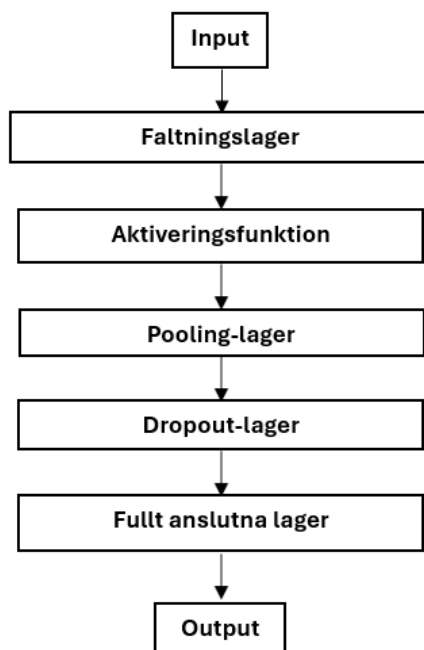 Input
Faltningslager
Aktiveringsfunktion
Pooling-lager
Dropout-lager
Fullt anslutna lager
Output